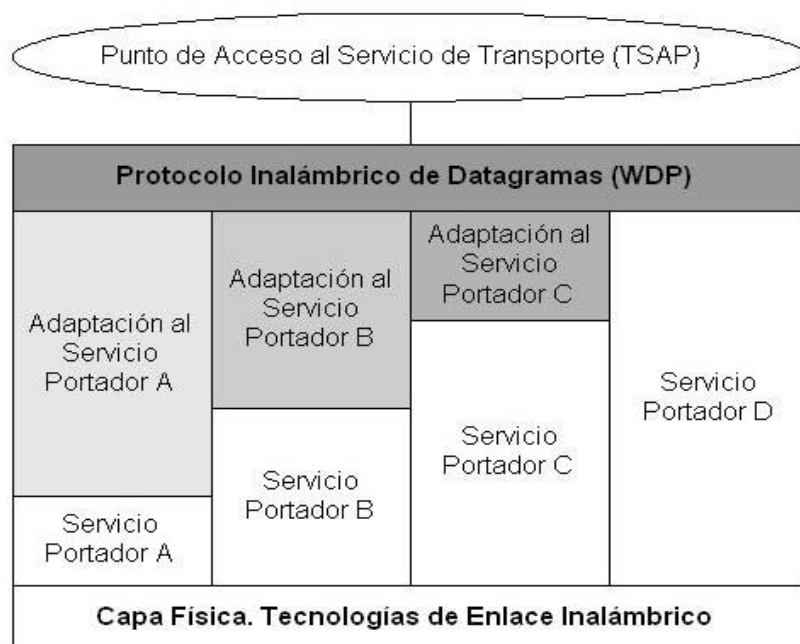 Punto de Acceso al Servicio de Transporte (TSAP)
Protocolo Inalámbrico de Datagramas (WDP)
Adaptación al
Servicio
Portador A
Servicio
Portador A
Adaptación al
Servicio
Portador B
Servicio
Portador B
Adaptación al
Servicio
Portador C
Servicio
Portador C
Servicio
Portador D
Capa Física. Tecnologías de Enlace Inalámbrico